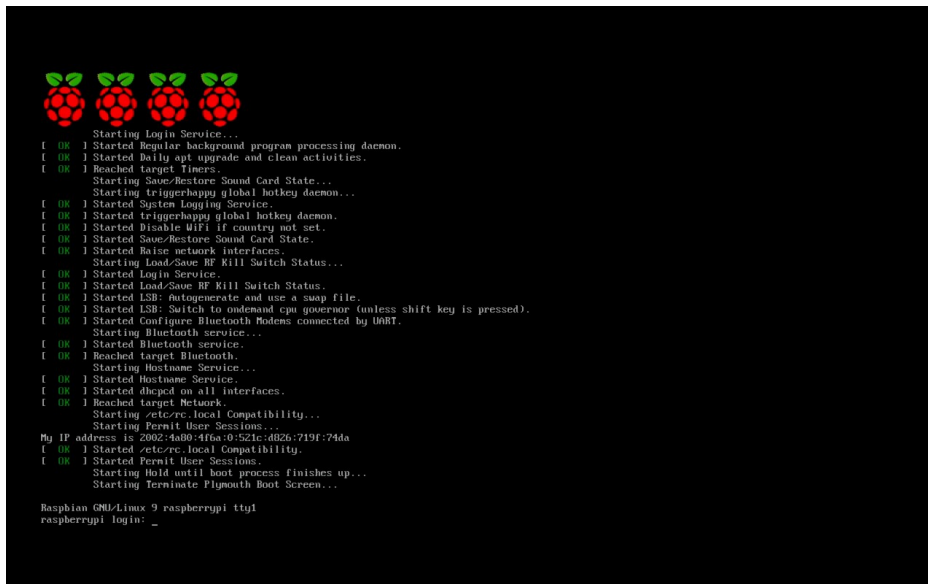 Starting Login Service...
[  OK  ] Started Regular background program processing daemon.
[  OK  ] Started Daily apt upgrade and clean activities.
[  OK  ] Reached target Timers.
Starting Save/Restore Sound Card State...
Starting triggerhappy global hotkey daemon...
[  OK  ] Started System Logging Service.
[  OK  ] Started triggerhappy global hotkey daemon.
[  OK  ] Started Disable WiFi if country not set.
[  OK  ] Started Save/Restore Sound Card State.
[  OK  ] Started Raise network interfaces.
Starting Load/Save RF Kill Switch Status...
[  OK  ] Started Login Service.
[  OK  ] Started Load/Save RF Kill Switch Status.
[  OK  ] Started LSB: Autogenerate and use a swap file.
[  OK  ] Started LSB: Switch to ondemand cpu governor (unless shift key is pressed).
[  OK  ] Started Configure Bluetooth Modems connected by UART.
Starting Bluetooth service...
[  OK  ] Started Bluetooth service.
[  OK  ] Reached target Bluetooth.
Starting Hostname Service...
[  OK  ] Started Hostname Service.
[  OK  ] Started dhcpcd on all interfaces.
[  OK  ] Reached target Network.
Starting /etc/rc.local Compatibility...
Starting Permit User Sessions...
My IP address is 2002:4a80:4f6a:0:521c:d826:719f:74da
[  OK  ] Started /etc/rc.local Compatibility.
[  OK  ] Started Permit User Sessions.
Starting Hold until boot process finishes up...
Starting Terminate Plymouth Boot Screen...
Raspbian GNU/Linux 9 raspberrypi tty1
raspberrypi login: _